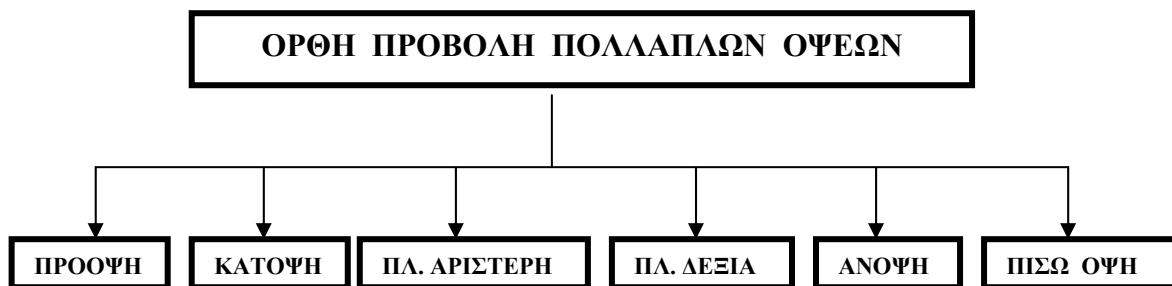 ΟΡΘΗ ΠΡΟΒΟΛΗ ΠΟΛΛΑΠΛΩΝ ΟΨΕΩΝ
ΠΡΟΟΨΗ
ΚΑΤΟΨΗ
ΠΛ. ΑΡΙΣΤΕΡΗ
ΠΛ. ΔΕΞΙΑ
ΑΝΟΨΗ
ΠΙΣΩ ΟΨΗ